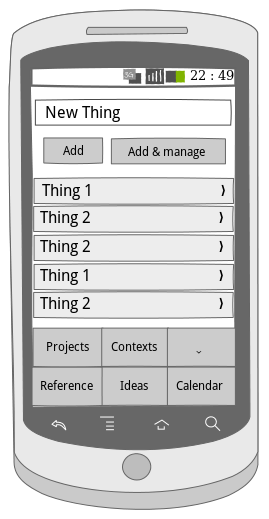 22 : 49
New Thing
Add
Add & manage
Thing 1
Thing 2
Thing 2
Thing 1
Thing 2
Projects Contexts
Reference Ideas Calendar